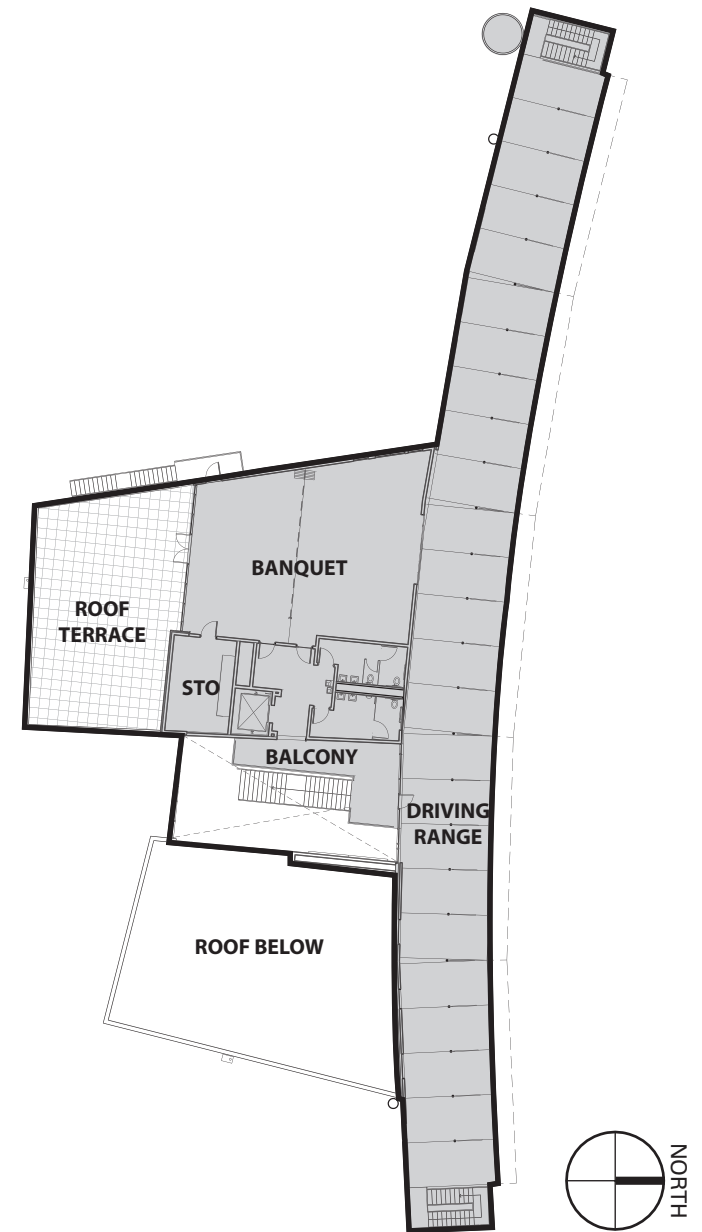 BANQUET
ROOF
TERRACE
STO
BALCONY
DRIVING
RANGE
ROOF BELOW
NORTH